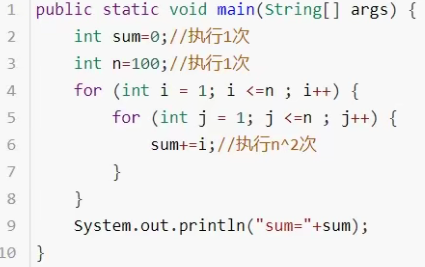 1 public static void main(String[] args) {
2 int sum=0;//执行1次
3 int n=100;//执行1次
4 for (int i = 1; i <=n ; i++) {
5 for (int j = 1; j <=n ; j++) {
6 sum+=i;//执行n^2次
7 }
8 }
9 System.out.println("sum="+sum);
10 }